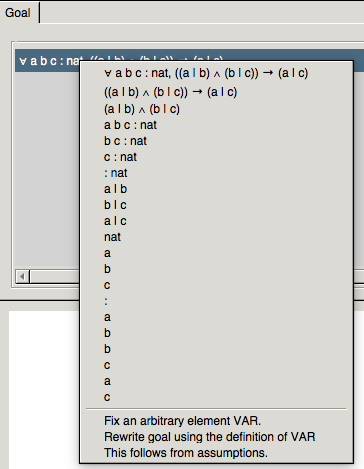 Goal
∀ a b c : nat, ((a l b) ∧ (b l c)) → (a l c)
∀ a b c : nat, ((a l b) ∧ (b l c)) → (a l c)
((a l b) ∧ (b l c)) → (a l c)
(a l b) ∧ (b l c)
a b c : nat
b c : nat
c : nat
: nat
a l b
b l c
a l c
nat
a
b
c
:
a
b
b
c
a
c
Fix an arbitrary element VAR.
Rewrite goal using the definition of VAR
This follows from assumptions.